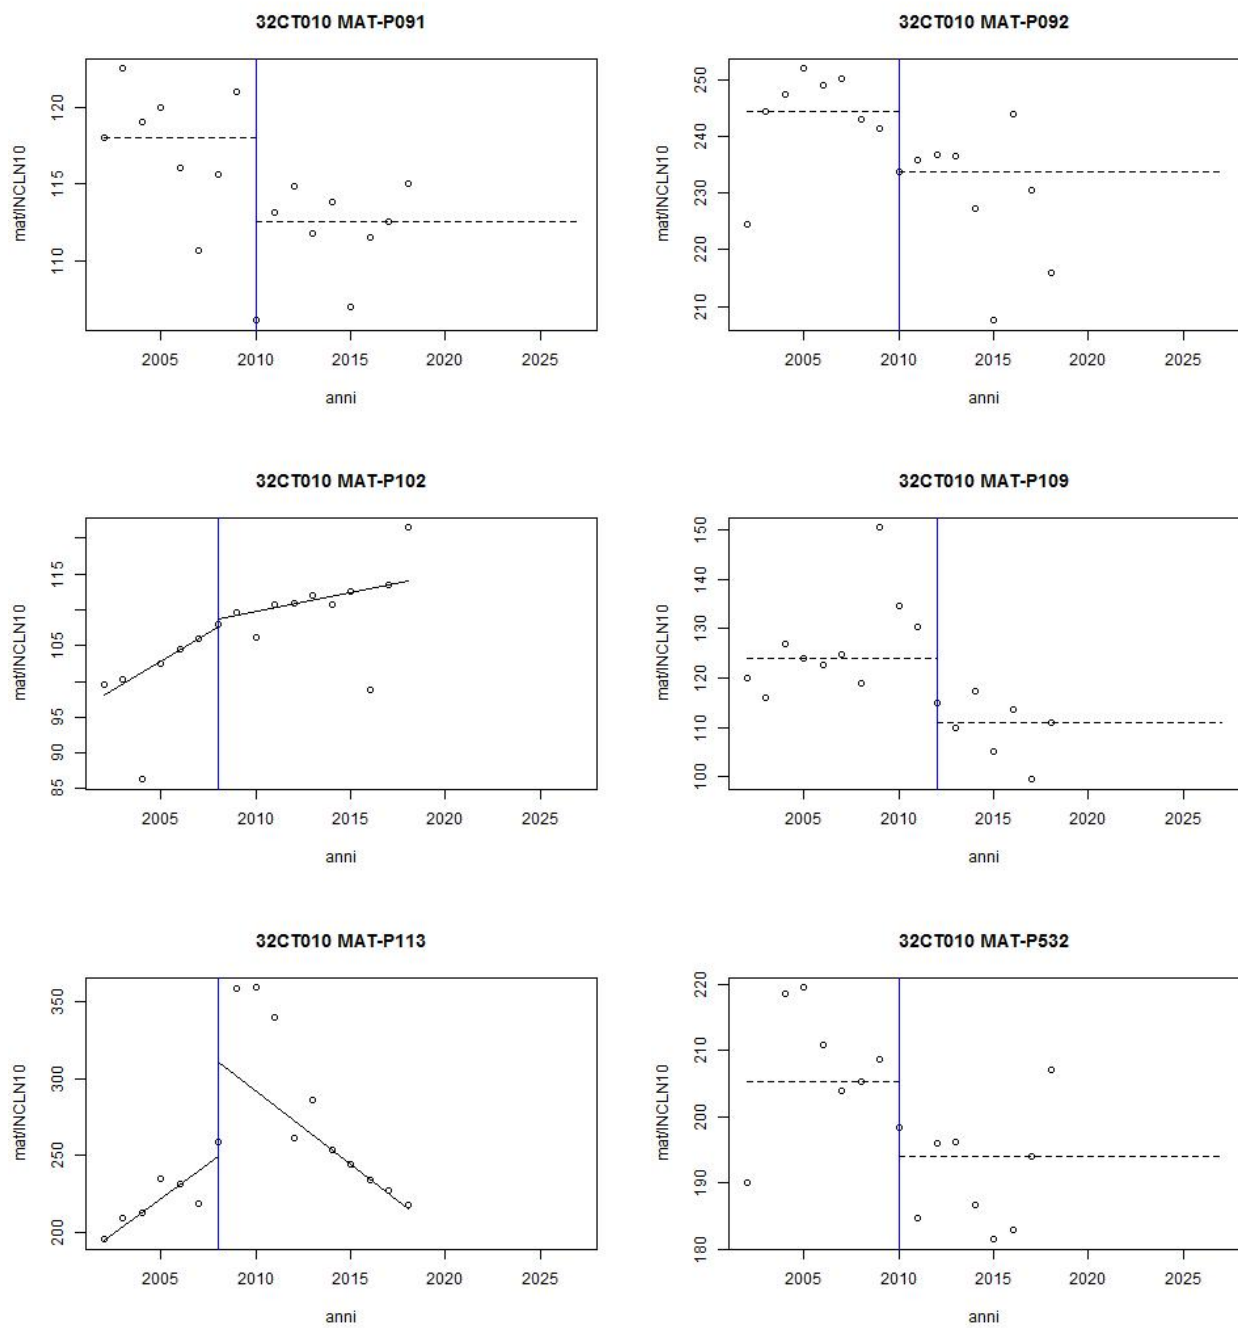 32CT010 MAT-P091
mat/INCLN10
120
115
110
2005 2010 2015 2020 2025
anni
32CT010 MAT-P092
mat/INCLN10
250
240
230
220
210
2005 2010 2015 2020 2025
anni
32CT010 MAT-P102
mat/INCLN10
115
105
95
90
85
2005 2010 2015 2020 2025
anni
32CT010 MAT-P109
mat/INCLN10
150
140
130
120
110
100
2005 2010 2015 2020 2025
anni
32CT010 MAT-P113
mat/INCLN10
350
300
250
200
2005 2010 2015 2020 2025
anni
32CT010 MAT-P532
mat/INCLN10
220
210
200
190
180
2005 2010 2015 2020 2025
anni